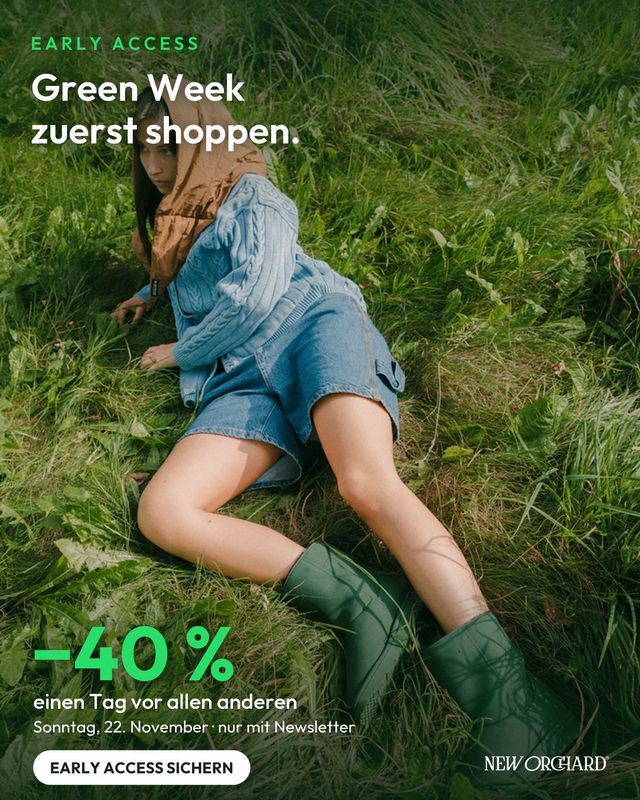 EARLY ACCESS
Green Week
zuerst shoppen.
–40 %
einen Tag vor allen anderen
Sonntag, 22. November · nur mit Newsletter
EARLY ACCESS SICHERN
NEW ORCHARD